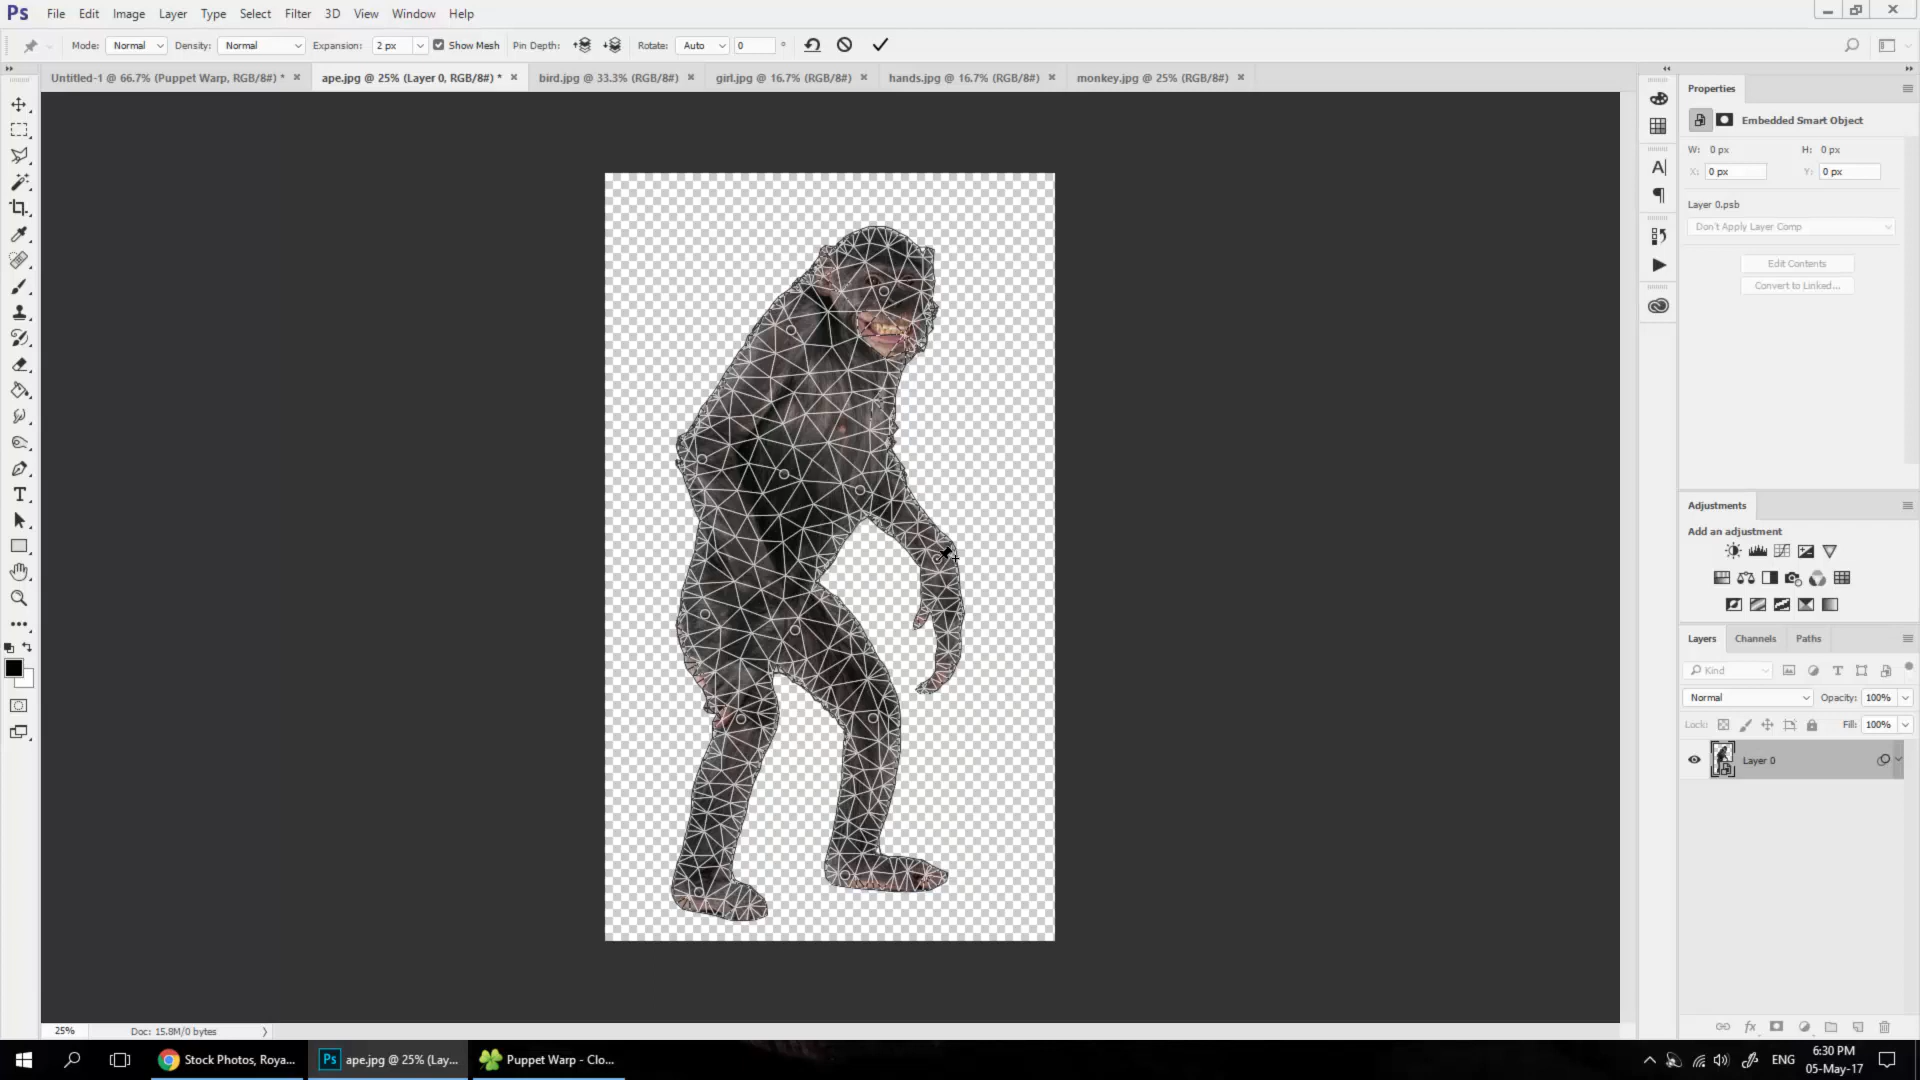 Ps File Edit Image Layer Type Select Filter 3D View Window Help
Mode: Normal Density: Normal Expansion: 2 px Show Mesh Pin Depth: Rotate: Auto 0 °
Untitled-1 @ 66.7% (Puppet Warp, RGB/8#) * ape.jpg @ 25% (Layer 0, RGB/8#) * bird.jpg @ 33.3% (RGB/8#) girl.jpg @ 16.7% (RGB/8#) hands.jpg @ 16.7% (RGB/8#) monkey.jpg @ 25% (RGB/8#)
Properties
Embedded Smart Object
W: 0 px H: 0 px
X: 0 px Y: 0 px
Layer 0.psb
Don't Apply Layer Comp
Edit Contents
Convert to Linked...
Adjustments
Add an adjustment
Layers Channels Paths
Kind
Normal Opacity: 100%
Lock: Fill: 100%
Layer 0
25% Doc: 15.8M/0 bytes
Stock Photos, Roya... Ps ape.jpg @ 25% (Lay... Puppet Warp - Clo... ENG 6:30 PM
05-May-17